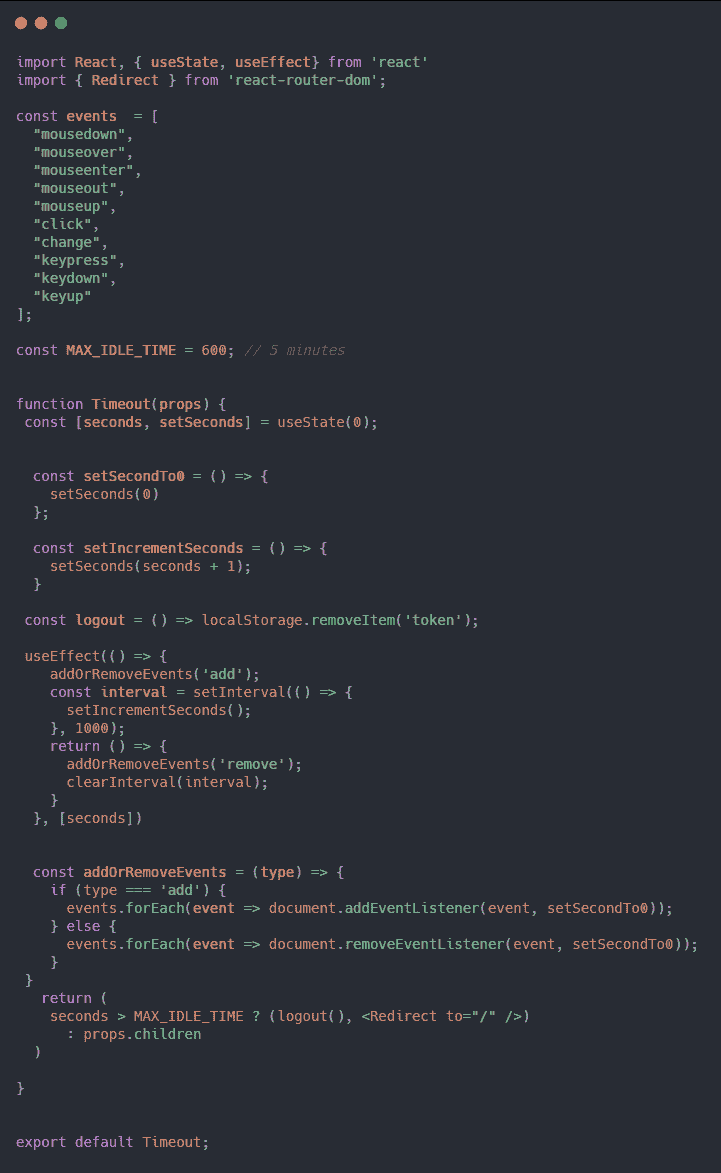 import React, { useState, useEffect} from 'react'
import { Redirect } from 'react-router-dom';

const events  = [
  "mousedown",
  "mouseover",
  "mouseenter",
  "mouseout",
  "mouseup",
  "click",
  "change",
  "keypress",
  "keydown",
  "keyup"
];

const MAX_IDLE_TIME = 600; // 5 minutes


function Timeout(props) {
 const [seconds, setSeconds] = useState(0);


  const setSecondTo0 = () => {
    setSeconds(0)
  };

  const setIncrementSeconds = () => {
    setSeconds(seconds + 1);
  }

 const logout = () => localStorage.removeItem('token');

 useEffect(() => {
    addOrRemoveEvents('add');
    const interval = setInterval(() => {
      setIncrementSeconds();
    }, 1000);
    return () => {
      addOrRemoveEvents('remove');
      clearInterval(interval);
    }
  }, [seconds])


  const addOrRemoveEvents = (type) => {
    if (type === 'add') {
      events.forEach(event => document.addEventListener(event, setSecondTo0));
    } else {
      events.forEach(event => document.removeEventListener(event, setSecondTo0));
    }
 }
   return (
    seconds > MAX_IDLE_TIME ? (logout(), <Redirect to="/" />)
      : props.children
  )

}


export default Timeout;